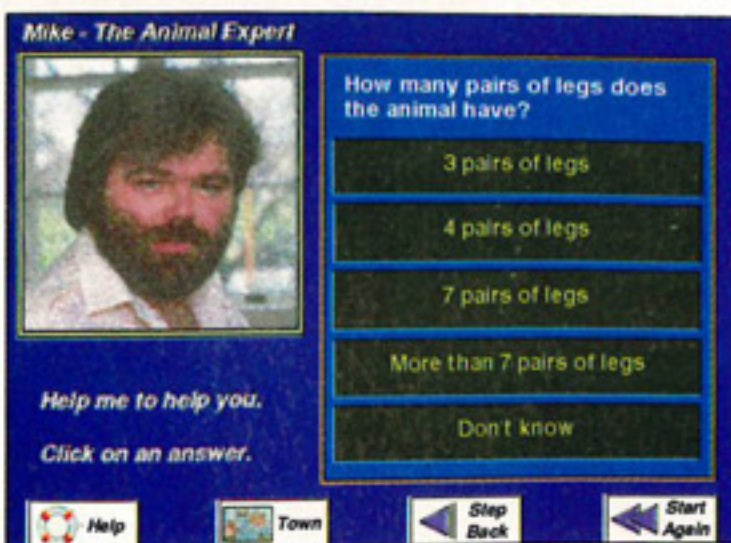 Mike - The Animal Expert
How many pairs of legs does
the animal have?
3 pairs of legs
4 pairs of legs
7 pairs of legs
More than 7 pairs of legs
Don't know
Help me to help you.
Click on an answer.
Help
Town
Step
Back
Start
Again